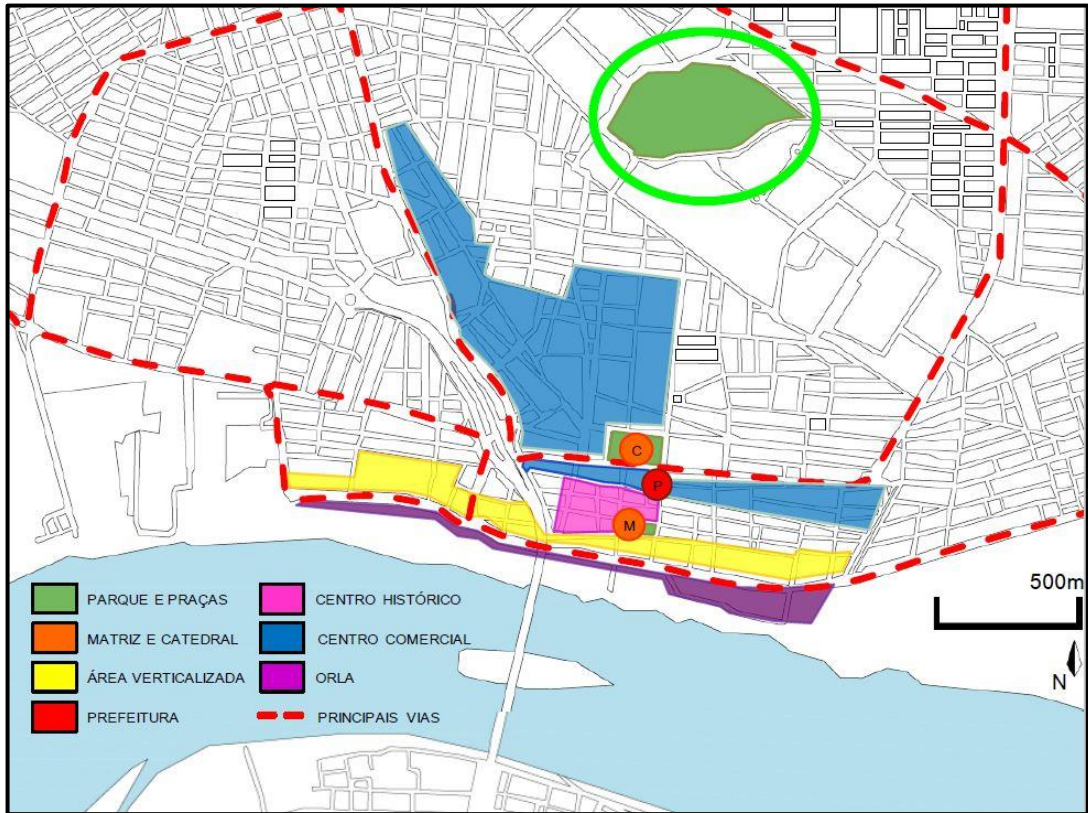 C
P
M
500m
N
PARQUE E PRAÇAS
MATRIZ E CATEDRAL
ÁREA VERTICALIZADA
PREFEITURA
CENTRO HISTÓRICO
CENTRO COMERCIAL
ORLA
PRINCIPAIS VIAS